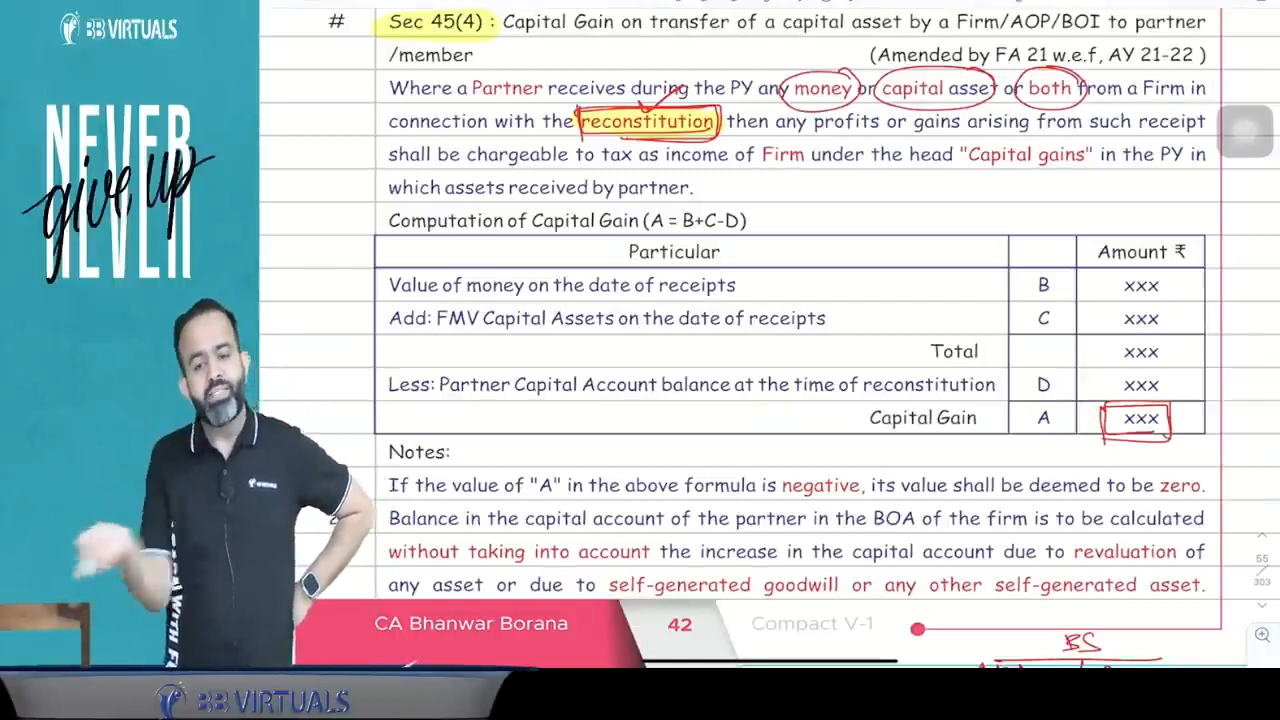 BB VIRTUALS
NEVER
give up
NEVER
# Sec 45(4) : Capital Gain on transfer of a capital asset by a Firm/AOP/BOI to partner
/member (Amended by FA 21 w.e.f, AY 21-22 )
Where a Partner receives during the PY any money or capital asset or both from a Firm in
connection with the reconstitution then any profits or gains arising from such receipt
shall be chargeable to tax as income of Firm under the head "Capital gains" in the PY in
which assets received by partner.
Computation of Capital Gain (A = B+C-D)
Particular Amount ₹
Value of money on the date of receipts B xxx
Add: FMV Capital Assets on the date of receipts C xxx
Total xxx
Less: Partner Capital Account balance at the time of reconstitution D xxx
Capital Gain A xxx
Notes:
If the value of "A" in the above formula is negative, its value shall be deemed to be zero.
Balance in the capital account of the partner in the BOA of the firm is to be calculated
without taking into account the increase in the capital account due to revaluation of
any asset or due to self-generated goodwill or any other self-generated asset.
55
303
CA Bhanwar Borana 42 Compact V-1
BS
BB VIRTUALS